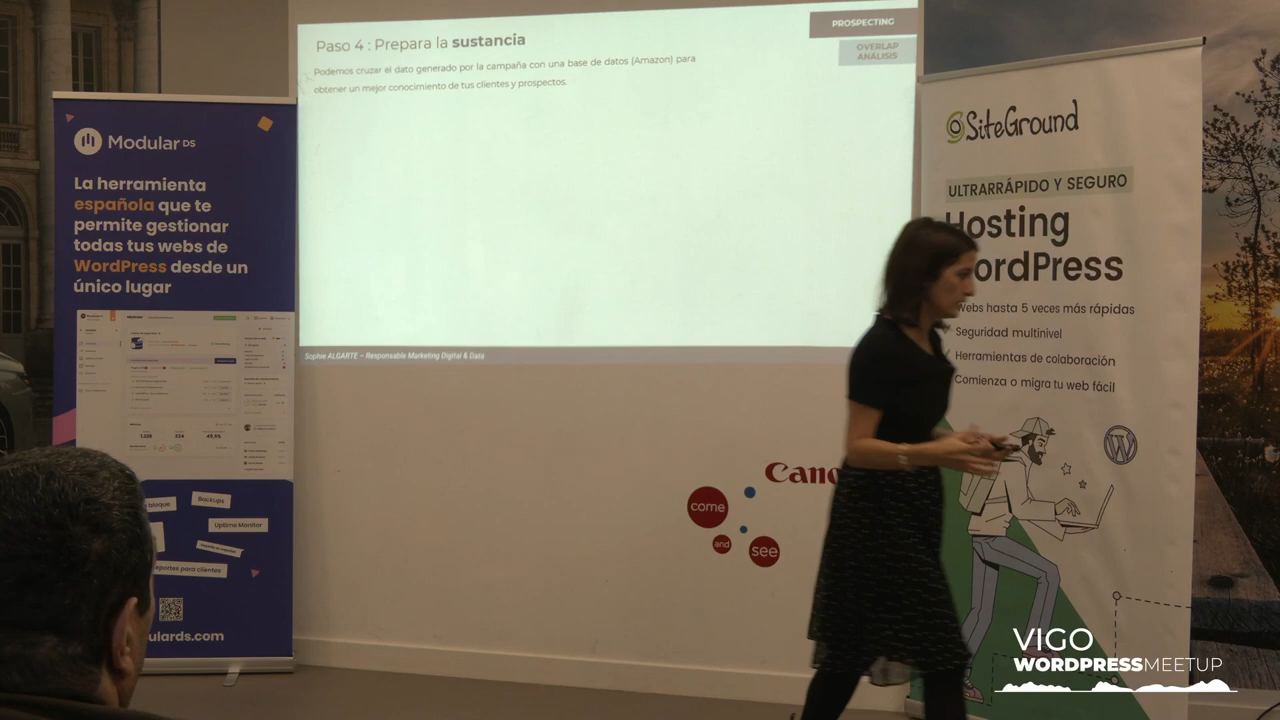 Paso 4 : Prepara la sustancia
Podemos cruzar el dato generado por la campaña con una base de datos (Amazon) para
obtener un mejor conocimiento de tus clientes y prospectos.
PROSPECTING
OVERLAP
ANÁLISIS
Sophie ALGARTE – Responsable Marketing Digital & Data
Modular DS
La herramienta
española que te
permite gestionar
todas tus webs de
WordPress desde un
único lugar
bloque
Backups
Uptime Monitor
eportes para clientes
ulards.com
SiteGround
ULTRARRÁPIDO Y SEGURO
Hosting
ordPress
Webs hasta 5 veces más rápidas
Seguridad multinivel
Herramientas de colaboración
Comienza o migra tu web fácil
Cano
come
and
see
VIGO
WORDPRESSMEETUP